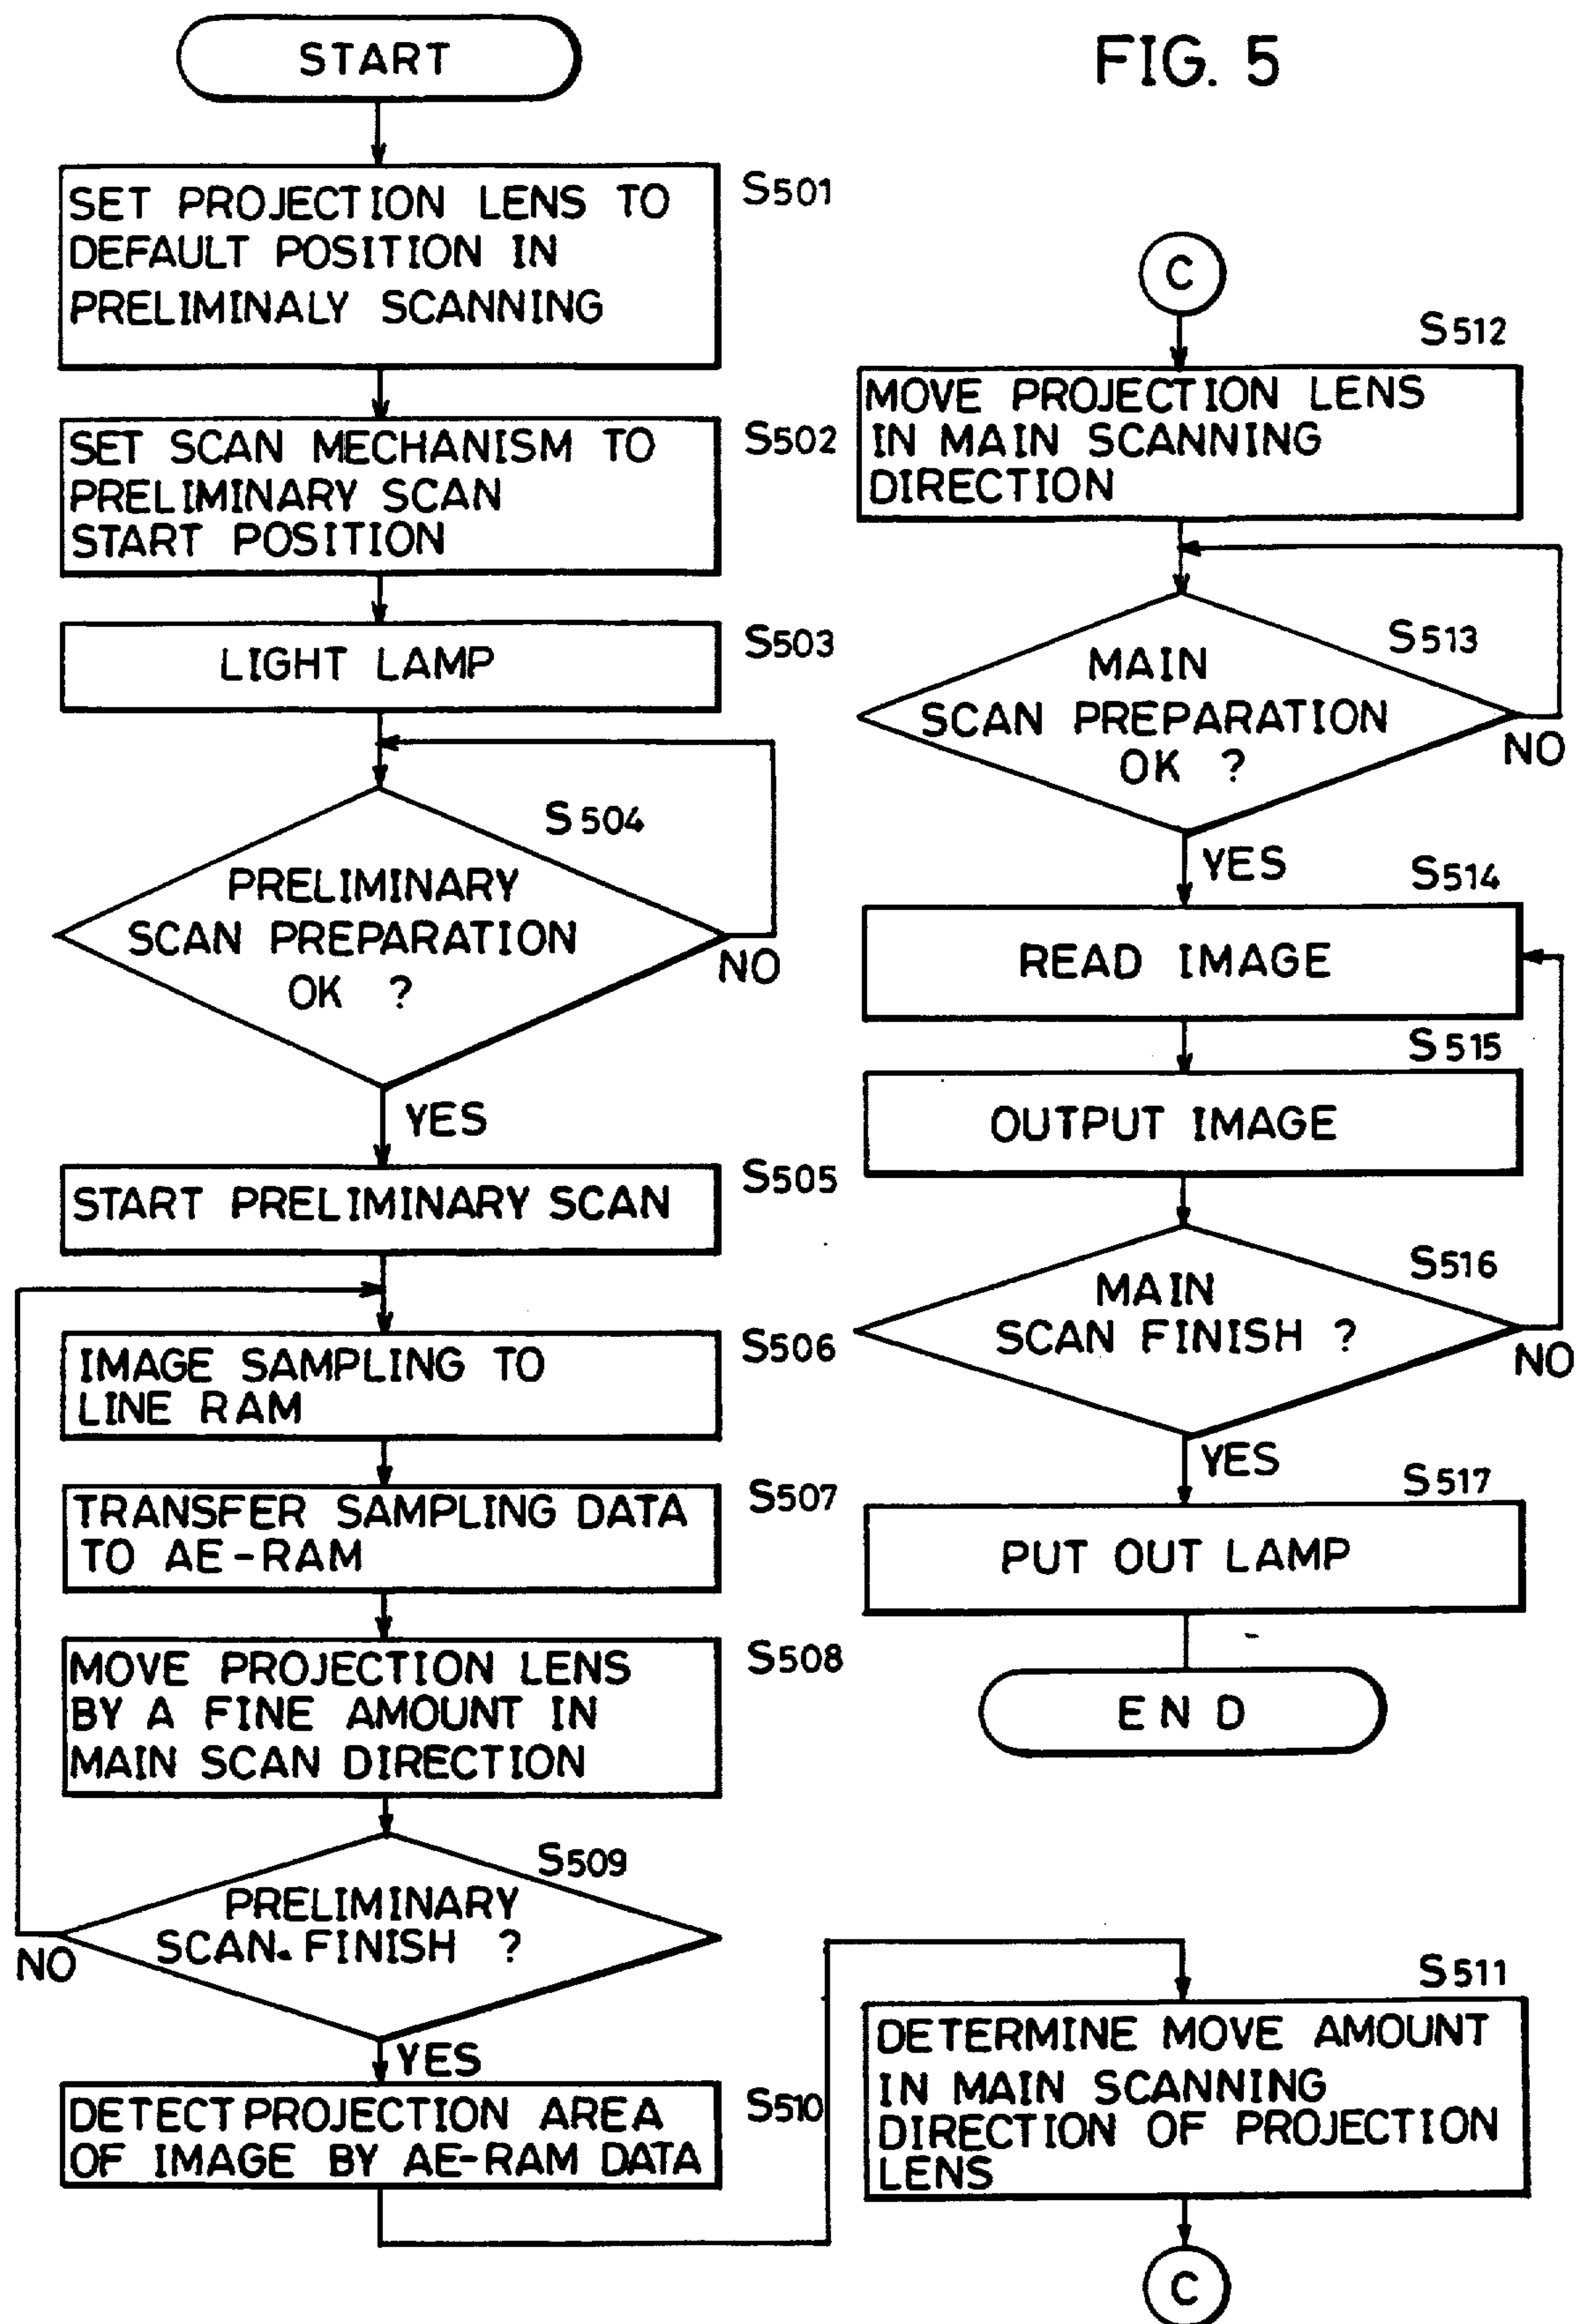 FIG. 5
START
S501
SET PROJECTION LENS TO
DEFAULT POSITION IN
PRELIMINALY SCANNING
S502
SET SCAN MECHANISM TO
PRELIMINARY SCAN
START POSITION
S503
LIGHT LAMP
S504
PRELIMINARY
SCAN PREPARATION
OK ?
NO
YES
S505
START PRELIMINARY SCAN
S506
IMAGE SAMPLING TO
LINE RAM
S507
TRANSFER SAMPLING DATA
TO AE-RAM
S508
MOVE PROJECTION LENS
BY A FINE AMOUNT IN
MAIN SCAN DIRECTION
S509
PRELIMINARY
SCAN. FINISH ?
NO
YES
S510
DETECT PROJECTION AREA
OF IMAGE BY AE-RAM DATA
S511
DETERMINE MOVE AMOUNT
IN MAIN SCANNING
DIRECTION OF PROJECTION
LENS
C
C
S512
MOVE PROJECTION LENS
IN MAIN SCANNING
DIRECTION
S513
MAIN
SCAN PREPARATION
OK ?
NO
YES
S514
READ IMAGE
S515
OUTPUT IMAGE
S516
MAIN
SCAN FINISH ?
NO
YES
S517
PUT OUT LAMP
END